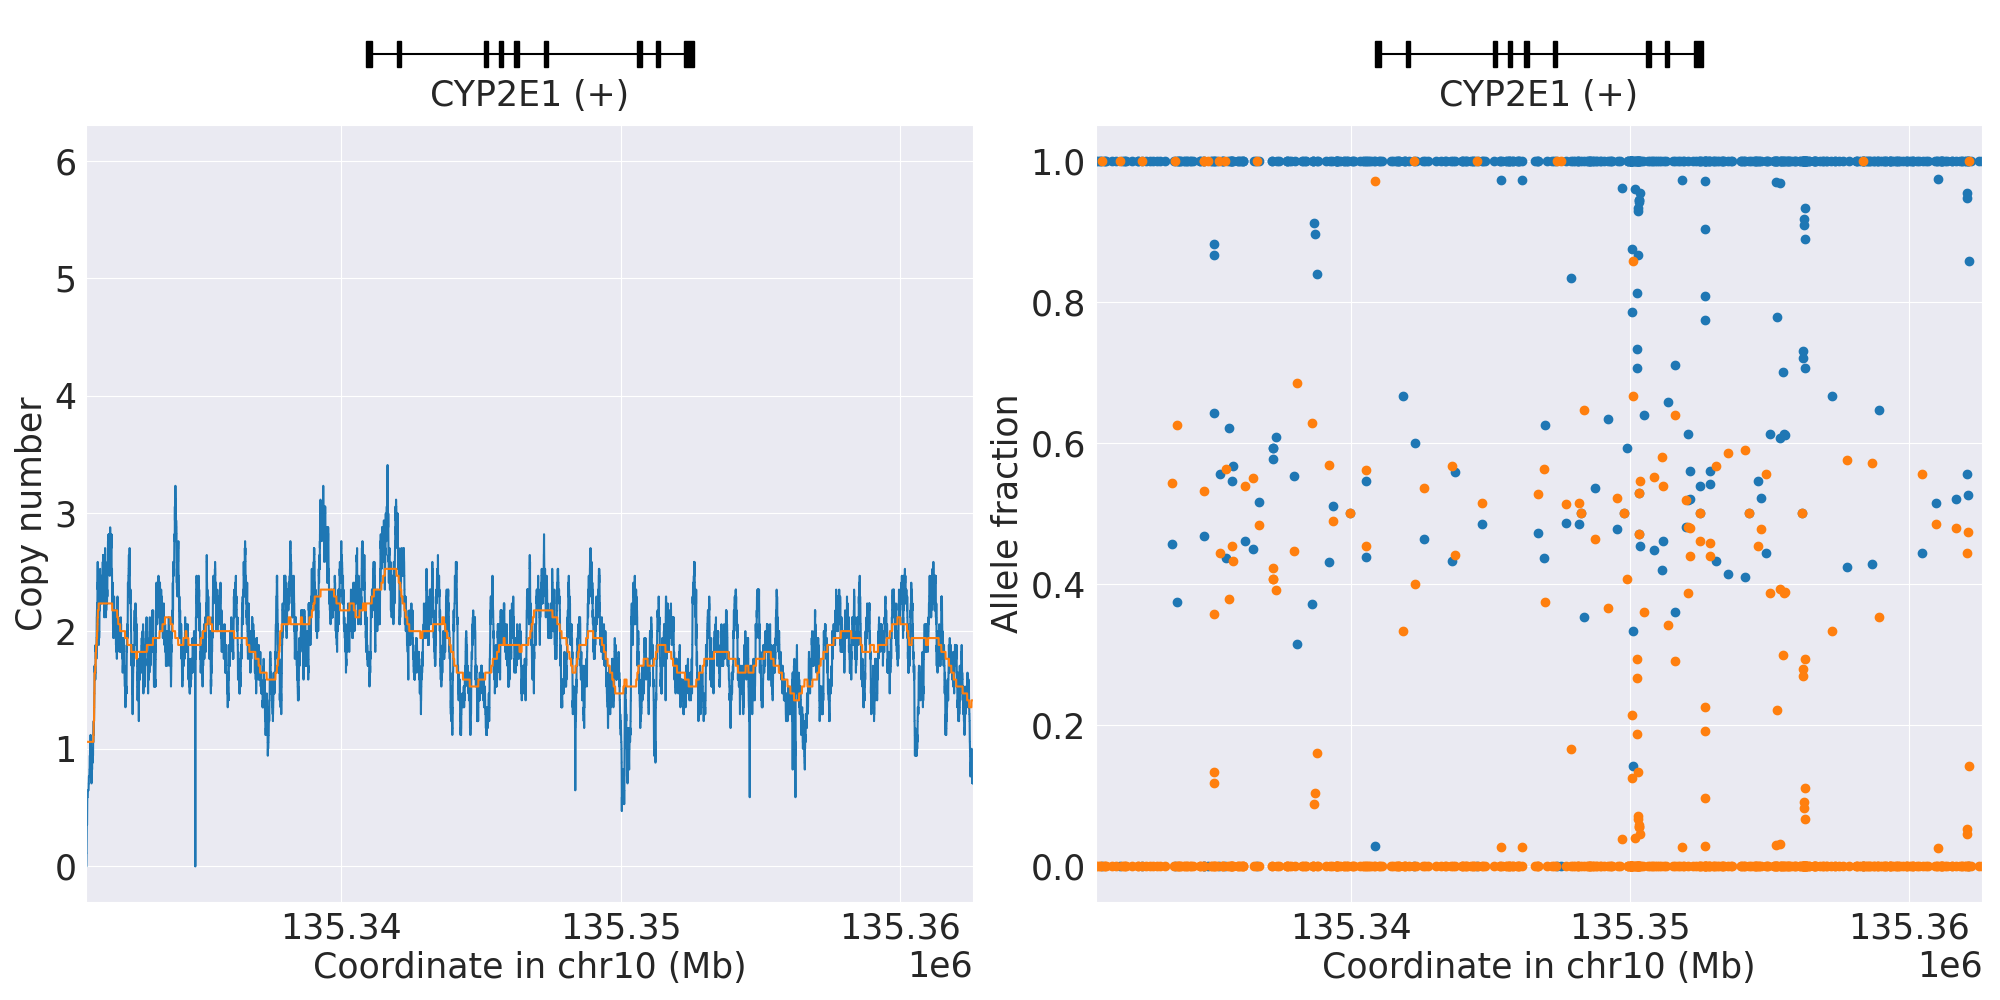 CYP2E1 (+)
Copy number
6
5
4
3
2
1
0
135.34 135.35 135.36
Coordinate in chr10 (Mb)
1e6
CYP2E1 (+)
Allele fraction
1.0
0.8
0.6
0.4
0.2
0.0
135.34 135.35 135.36
Coordinate in chr10 (Mb)
1e6